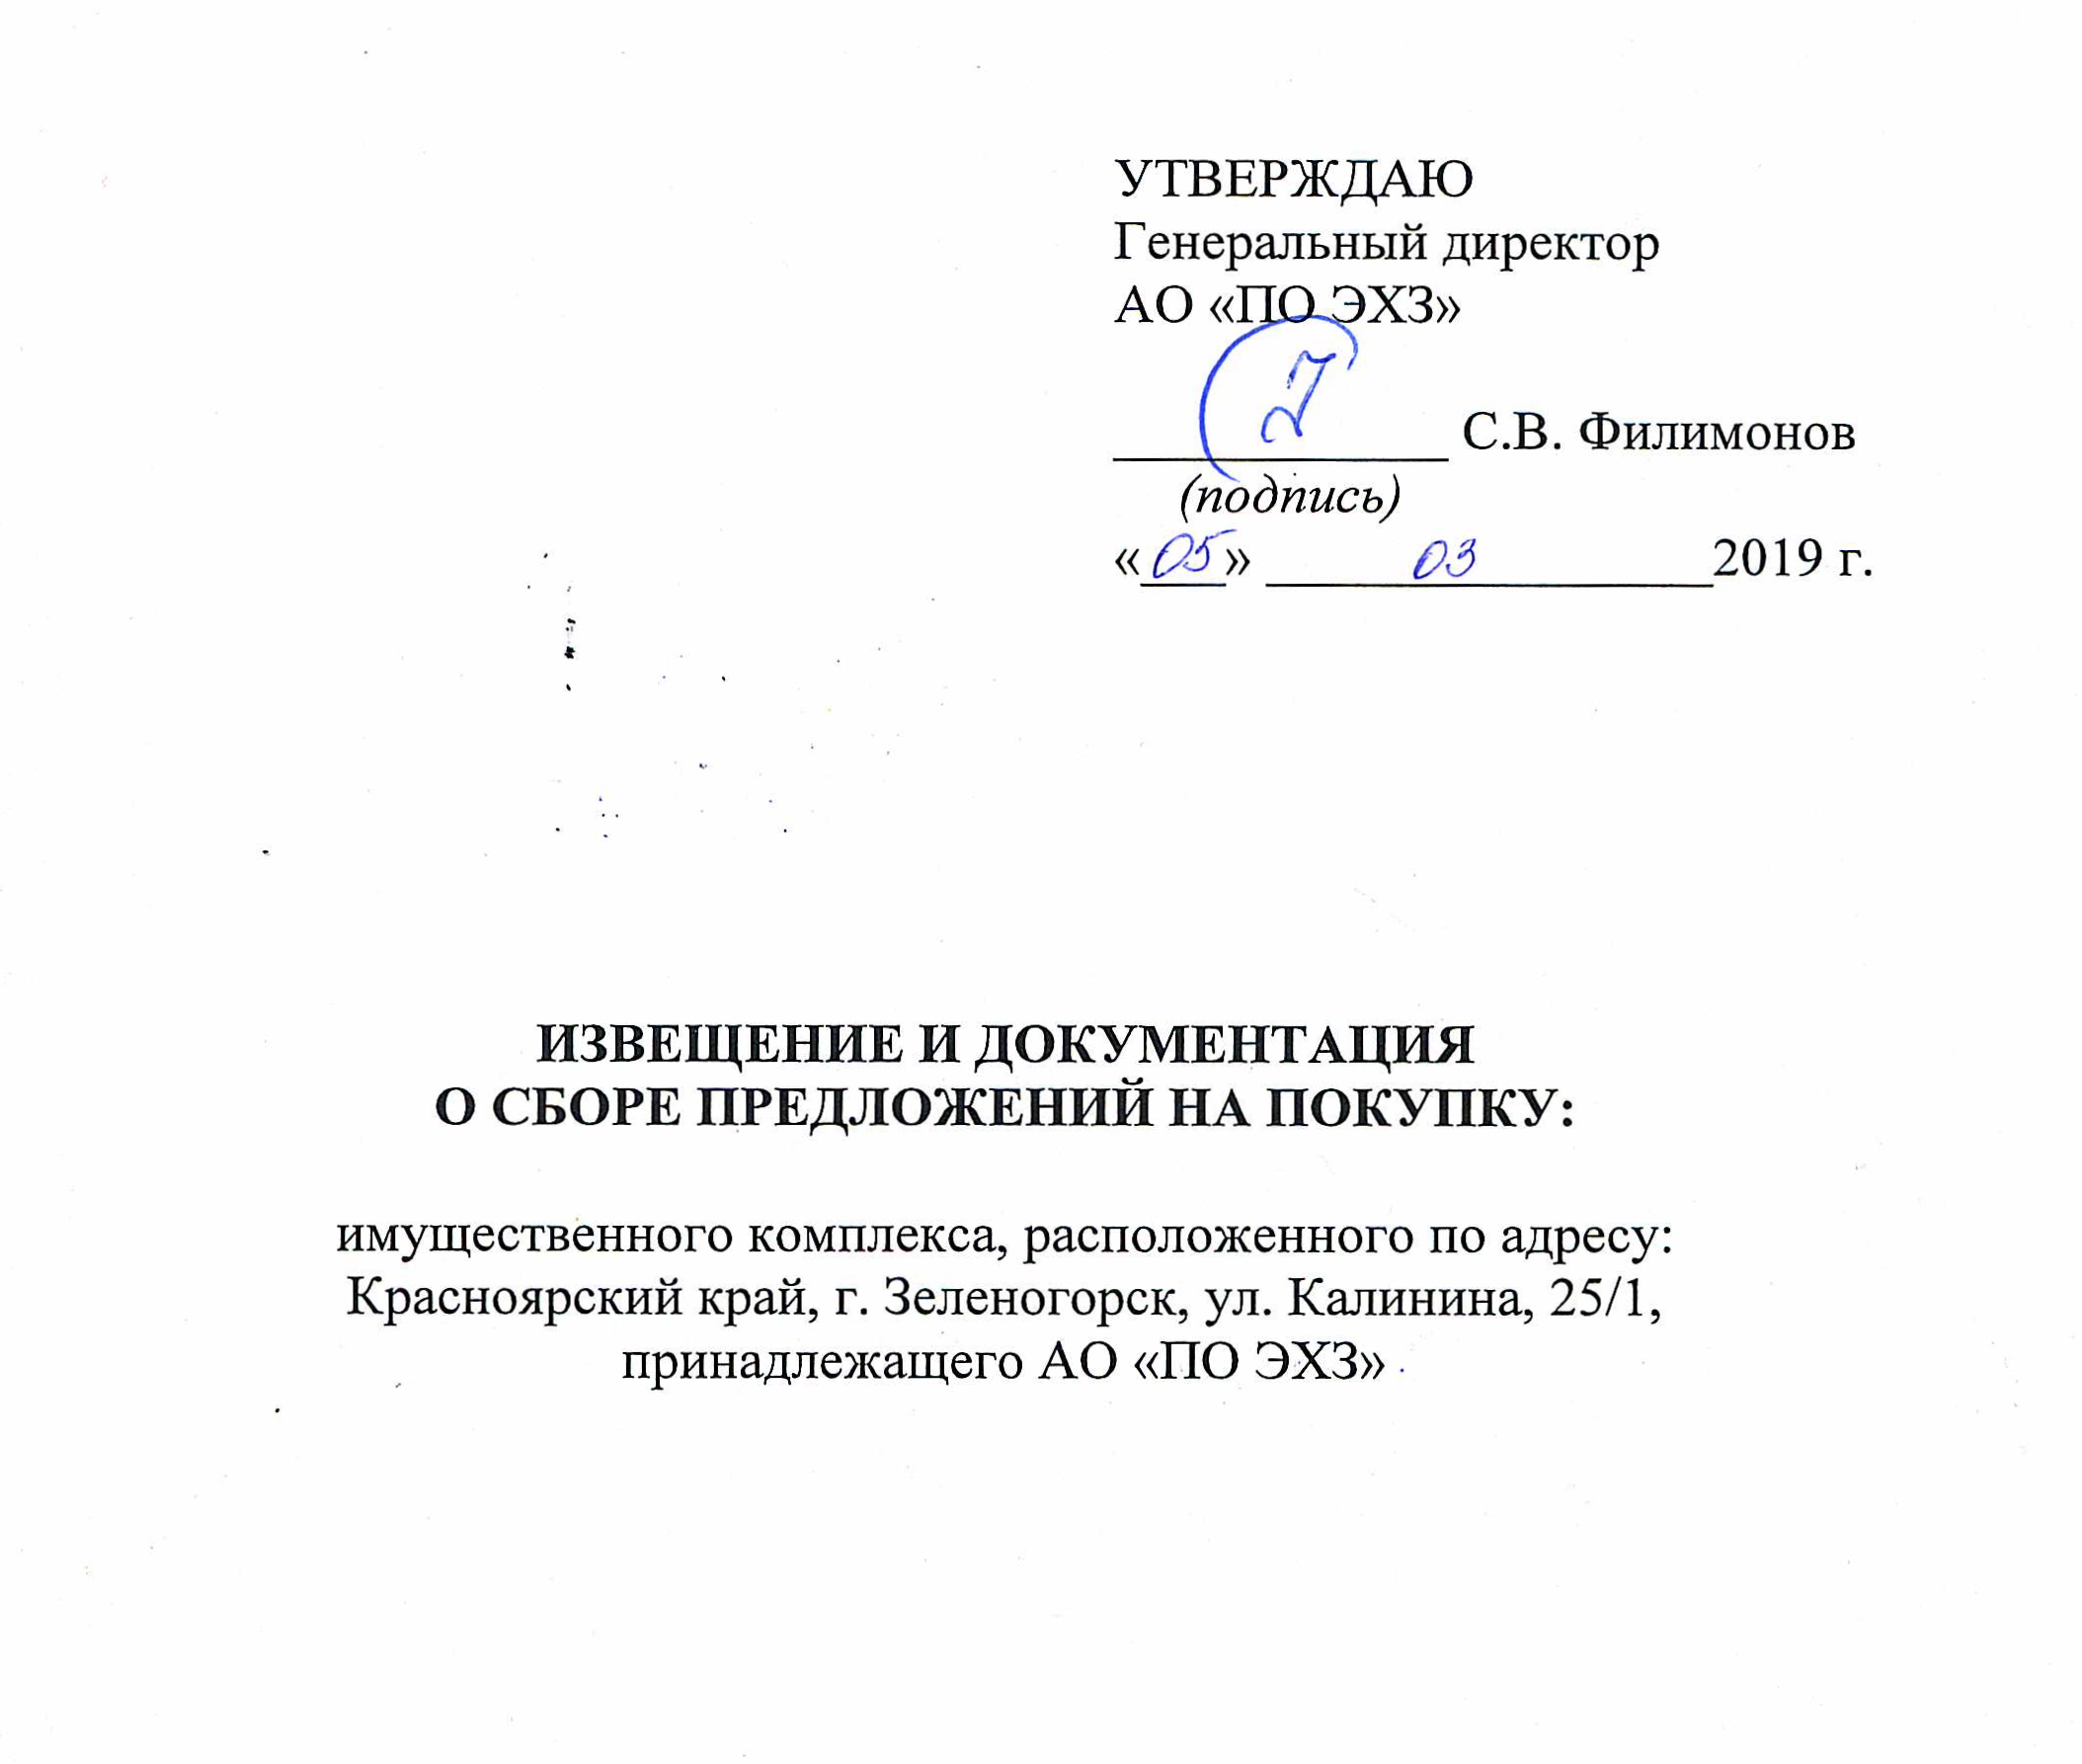 УТВЕРЖДАЮ
Генеральный директор
АО «ПО ЭХЗ»
С.В. Филимонов
(подпись)
«05» 03 2019 г.
ИЗВЕЩЕНИЕ И ДОКУМЕНТАЦИЯ
О СБОРЕ ПРЕДЛОЖЕНИЙ НА ПОКУПКУ:
имущественного комплекса, расположенного по адресу:
Красноярский край, г. Зеленогорск, ул. Калинина, 25/1,
принадлежащего АО «ПО ЭХЗ»